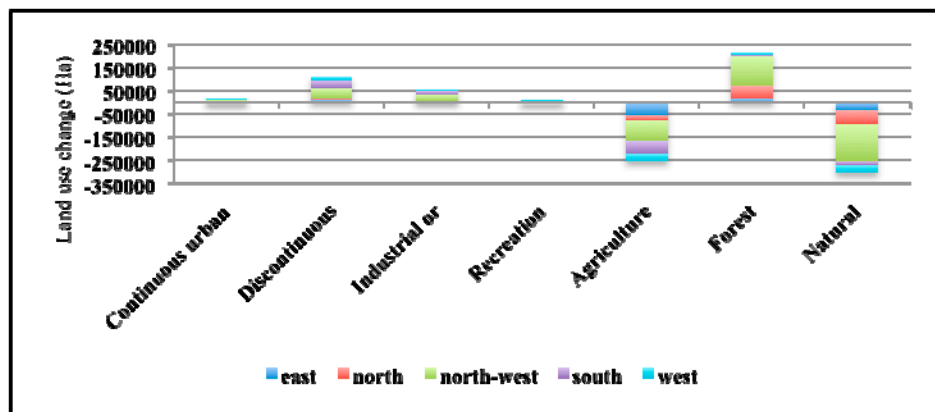 Land use change (Ha)
250000
150000
50000
-50000
-150000
-250000
-350000
Continuous urban
Discontinuous
Industrial or
Recreation
Agriculture
Forest
Natural
east north north-west south west